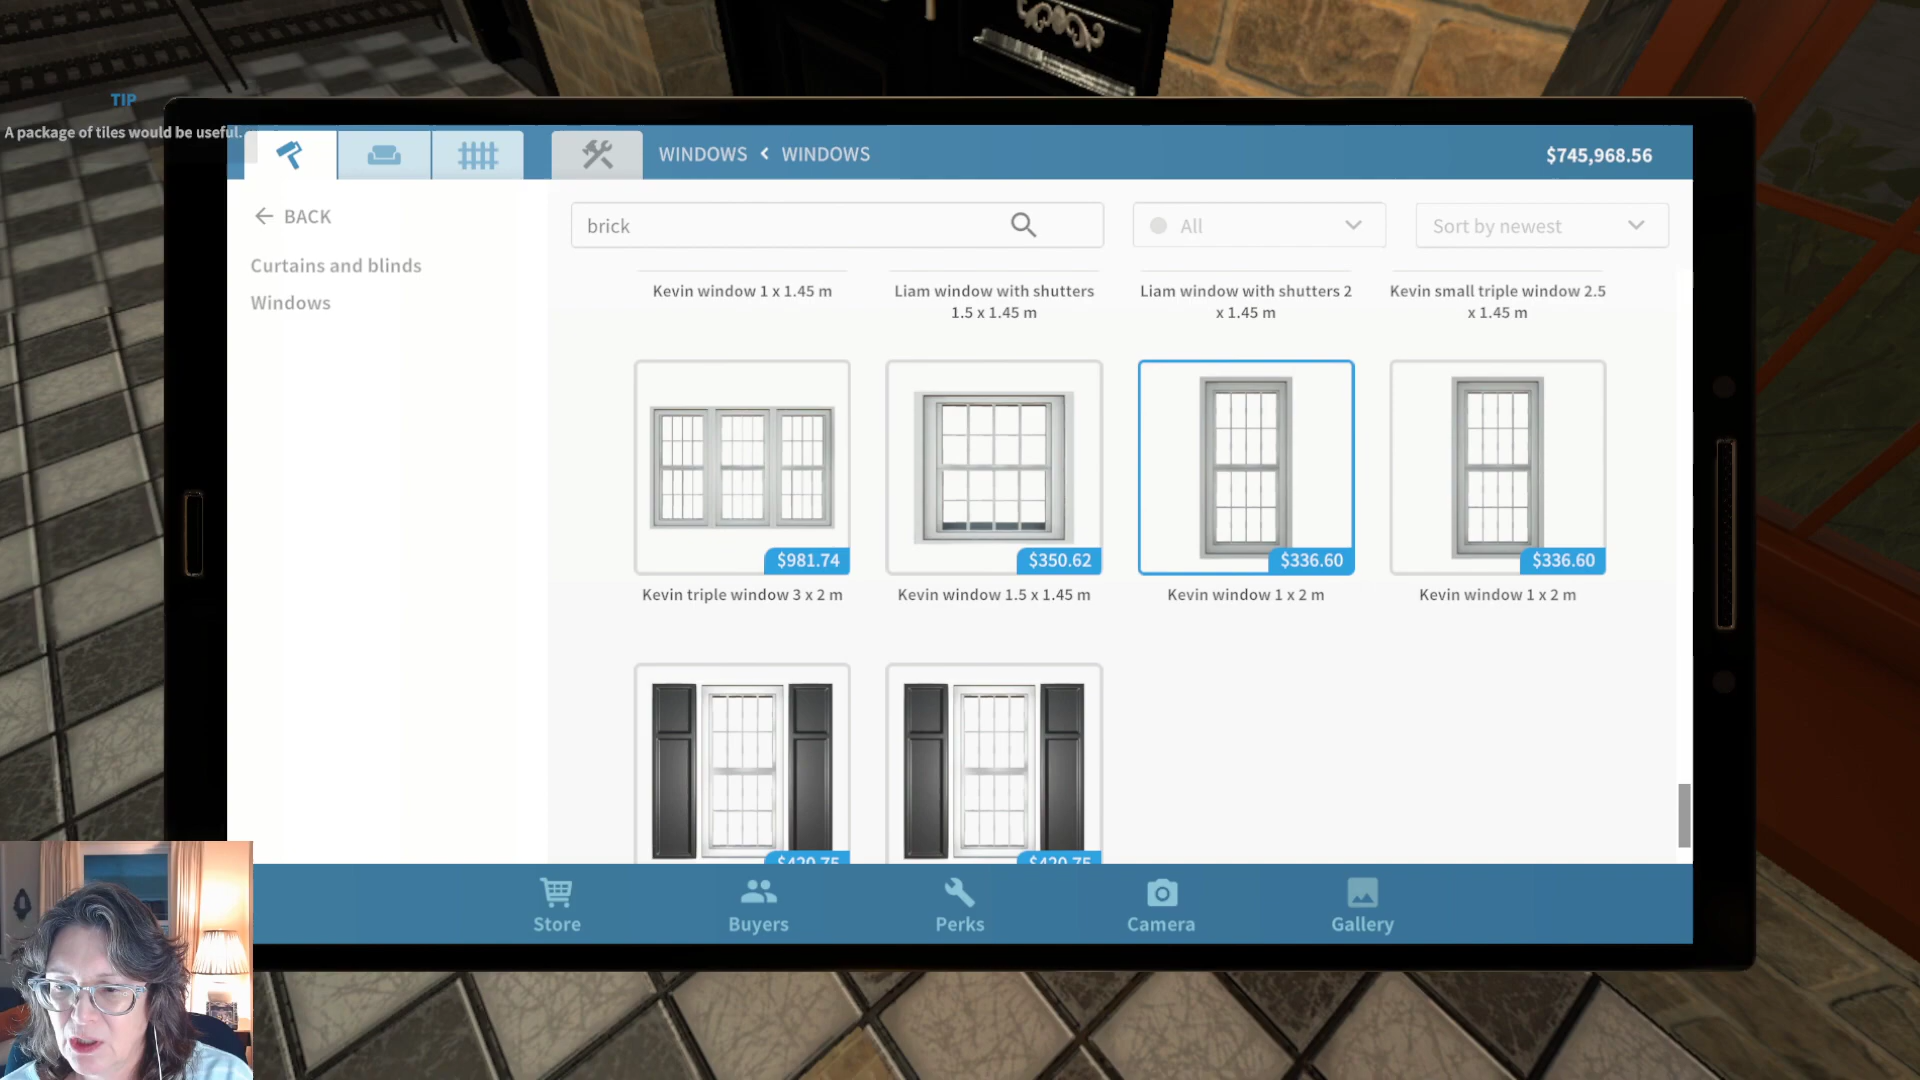 TIP
A package of tiles would be useful.
WINDOWS < WINDOWS
$745,968.56
BACK
Curtains and blinds
Windows
brick
All
Sort by newest
Kevin window 1 x 1.45 m
Liam window with shutters
1.5 x 1.45 m
Liam window with shutters 2
x 1.45 m
Kevin small triple window 2.5
x 1.45 m
$981.74
$350.62
$336.60
$336.60
Kevin triple window 3 x 2 m
Kevin window 1.5 x 1.45 m
Kevin window 1 x 2 m
Kevin window 1 x 2 m
$420.75
$420.75
Store
Buyers
Perks
Camera
Gallery